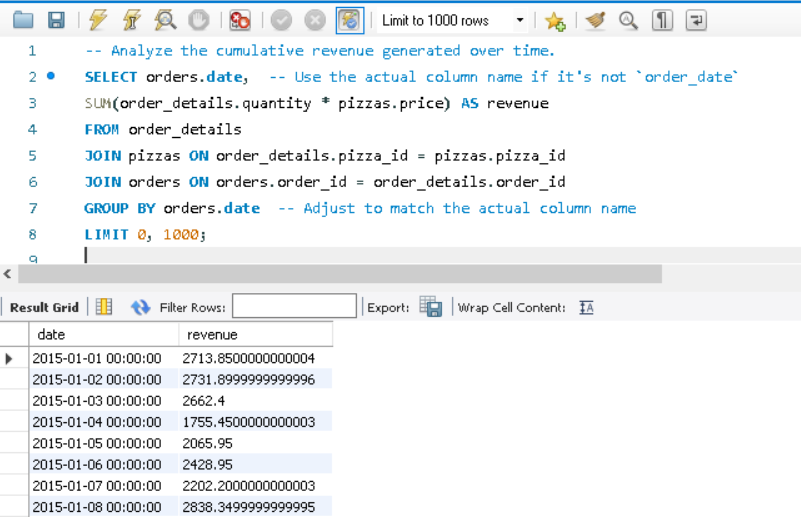 Limit to 1000 rows
1 -- Analyze the cumulative revenue generated over time.
2 SELECT orders.date,  -- Use the actual column name if it's not `order_date`
3 SUM(order_details.quantity * pizzas.price) AS revenue
4 FROM order_details
5 JOIN pizzas ON order_details.pizza_id = pizzas.pizza_id
6 JOIN orders ON orders.order_id = order_details.order_id
7 GROUP BY orders.date  -- Adjust to match the actual column name
8 LIMIT 0, 1000;
9
Result Grid Filter Rows: Export: Wrap Cell Content:
date revenue
2015-01-01 00:00:00 2713.8500000000004
2015-01-02 00:00:00 2731.8999999999996
2015-01-03 00:00:00 2662.4
2015-01-04 00:00:00 1755.4500000000003
2015-01-05 00:00:00 2065.95
2015-01-06 00:00:00 2428.95
2015-01-07 00:00:00 2202.2000000000003
2015-01-08 00:00:00 2838.3499999999995